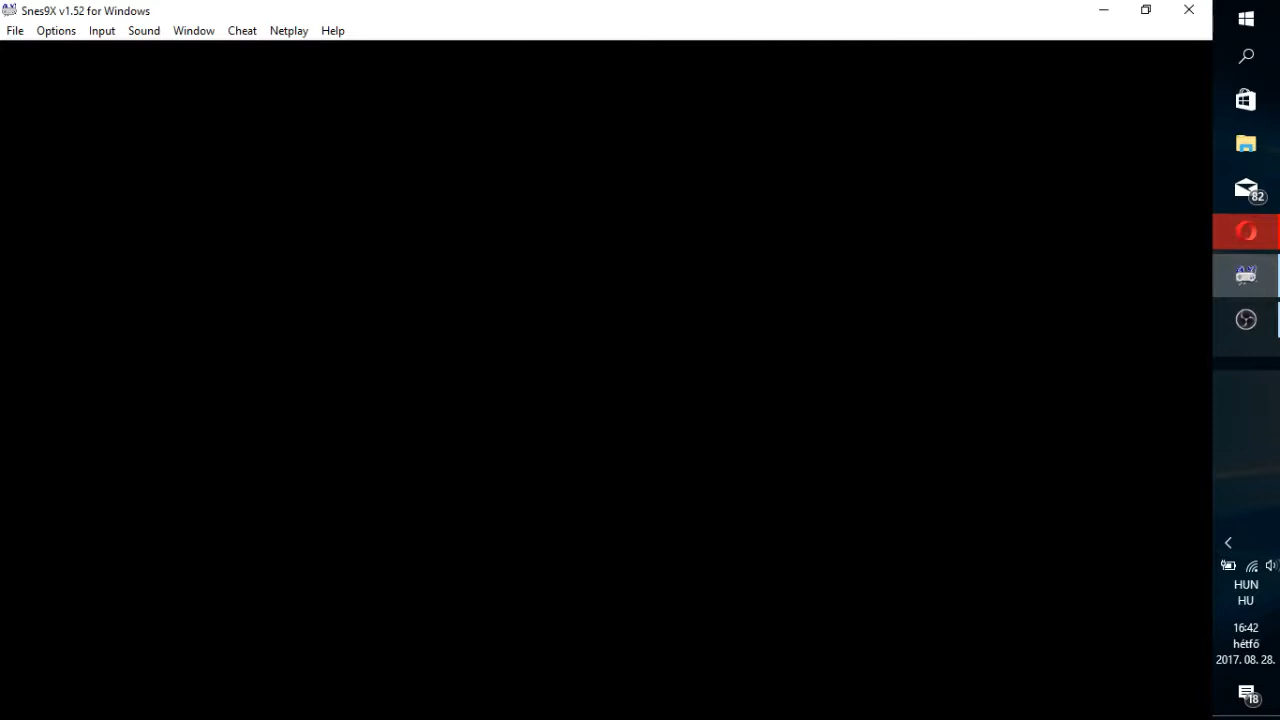 Snes9X v1.52 for Windows
File Options Input Sound Window Cheat Netplay Help
82
HUN
HU
16:42
hétfő
2017. 08. 28.
18